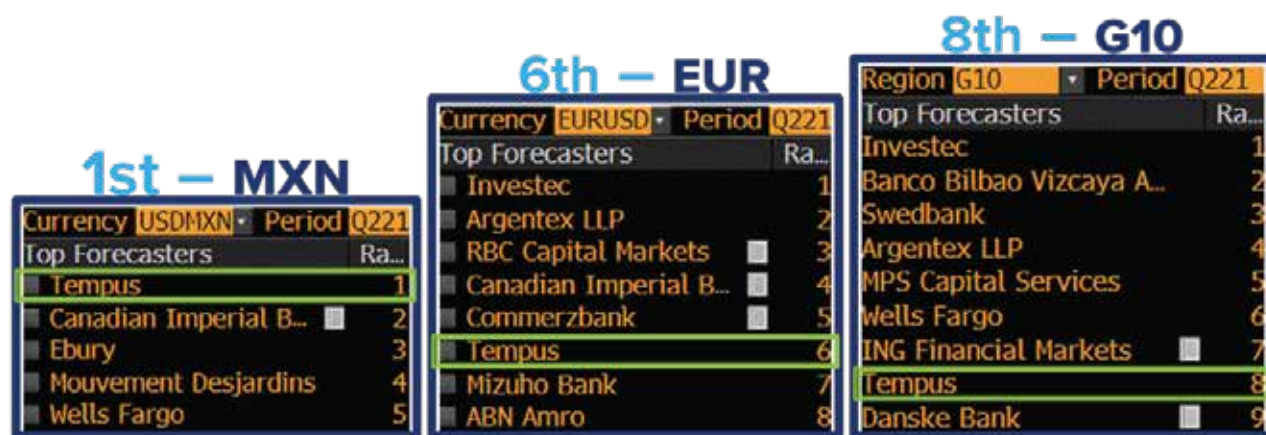 1st – MXN
Currency USDMXN Period Q221
Top Forecasters Ra...
Tempus 1
Canadian Imperial B... 2
Ebury 3
Mouvement Desjardins 4
Wells Fargo 5
6th – EUR
Currency EURUSD Period Q221
Top Forecasters Ra...
Investec 1
Argentex LLP 2
RBC Capital Markets 3
Canadian Imperial B... 4
Commerzbank 5
Tempus 6
Mizuho Bank 7
ABN Amro 8
8th – G10
Region G10 Period Q221
Top Forecasters Ra...
Investec 1
Banco Bilbao Vizcaya A... 2
Swedbank 3
Argentex LLP 4
MPS Capital Services 5
Wells Fargo 6
ING Financial Markets 7
Tempus 8
Danske Bank 9